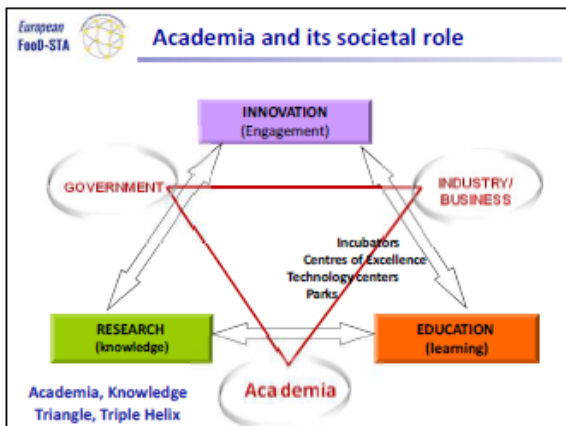 European
FooD-STA
Academia and its societal role
INNOVATION
(Engagement)
GOVERNMENT
INDUSTRY/
BUSINESS
Incubators
Centres of Excellence
Technology centers
Parks
RESEARCH
(knowledge)
EDUCATION
(learning)
Academia
Academia, Knowledge
Triangle, Triple Helix